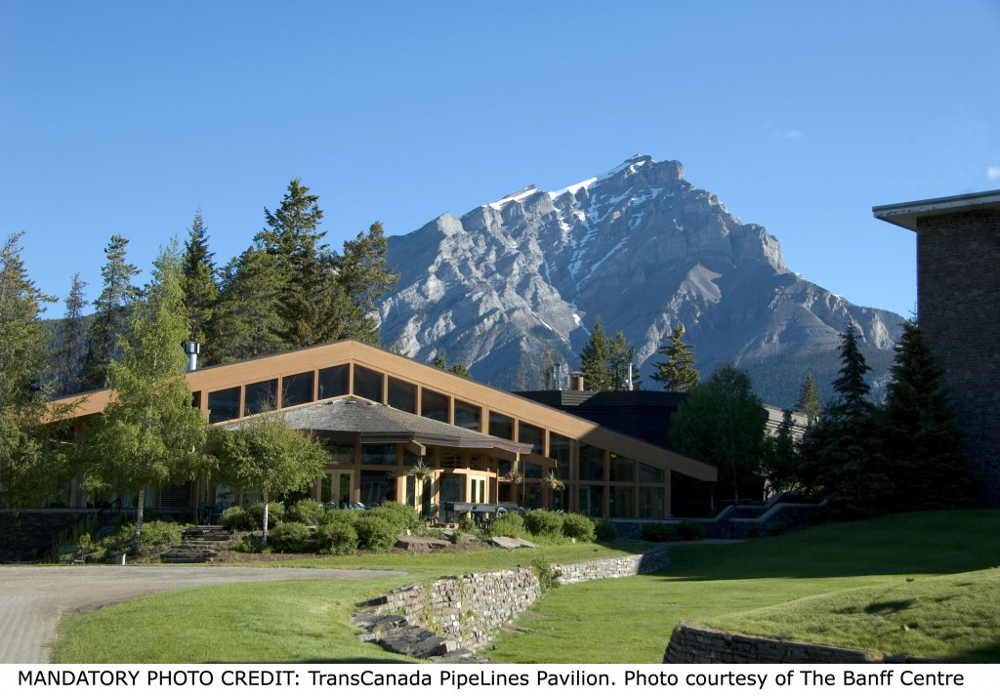 MANDATORY PHOTO CREDIT: TransCanada PipeLines Pavilion. Photo courtesy of The Banff Centre